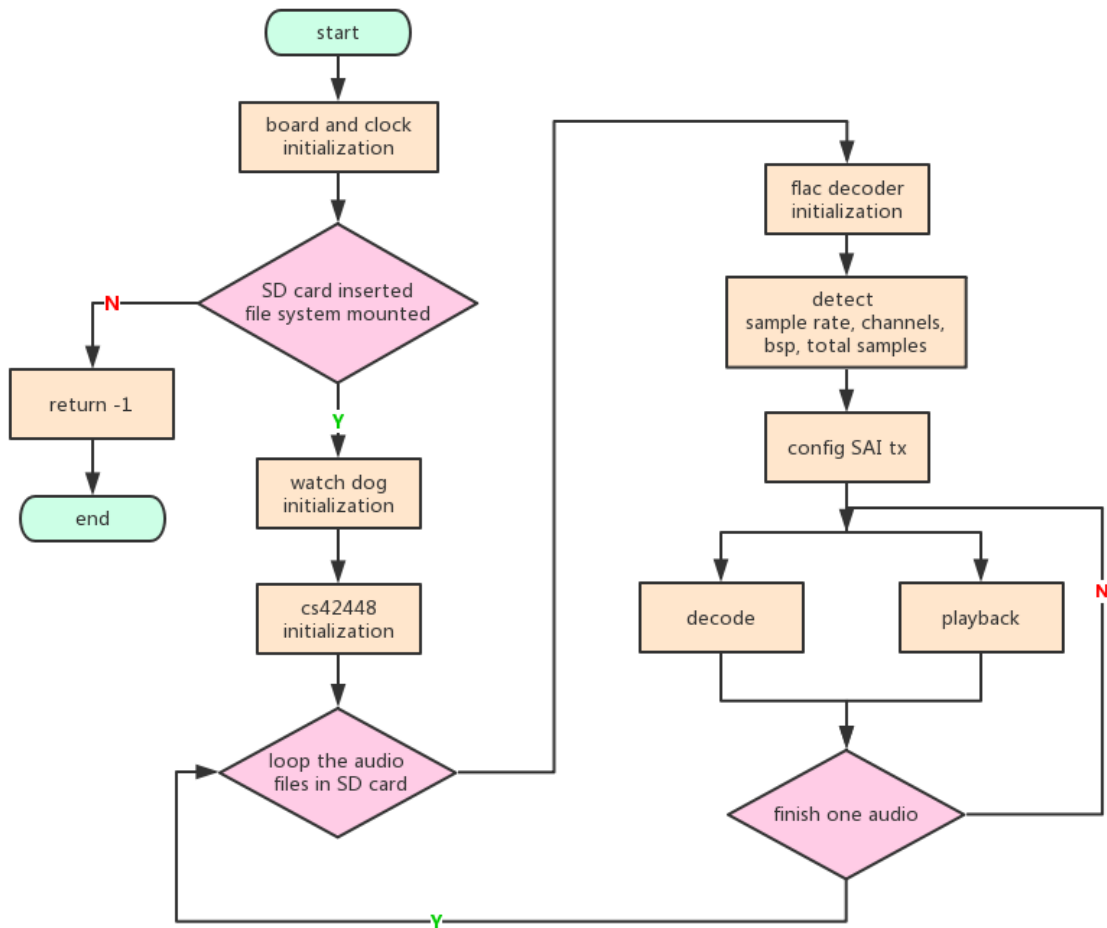 start
board and clock
initialization
SD card inserted
file system mounted
N
return -1
end
Y
watch dog
initialization
cs42448
initialization
loop the audio
files in SD card
flac decoder
initialization
detect
sample rate, channels,
bsp, total samples
config SAI tx
decode
playback
N
finish one audio
Y